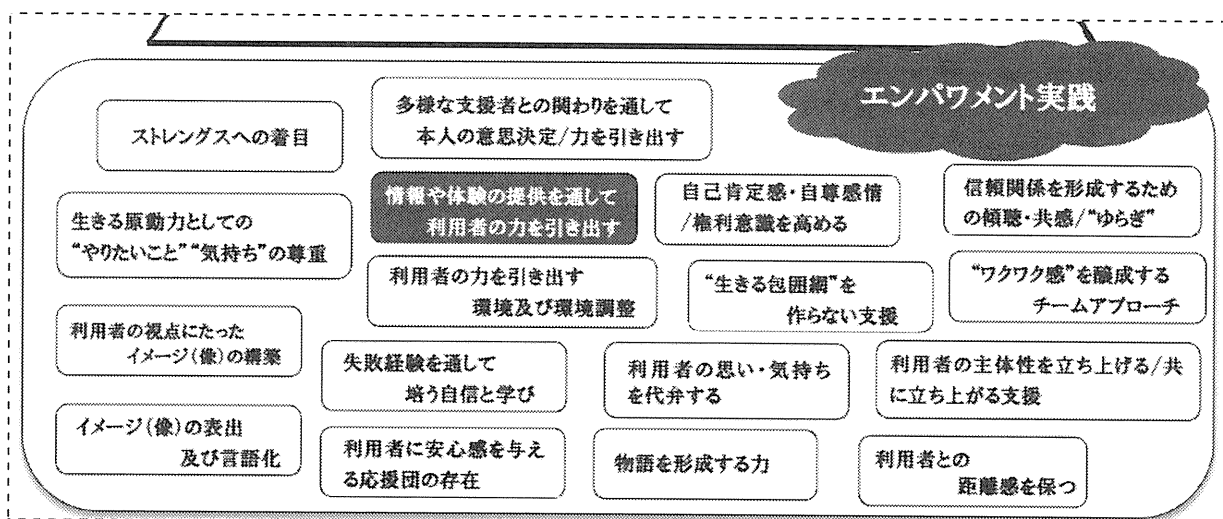 エンパワメント実践
ストレングスへの着目
多様な支援者との関わりを通して
本人の意思決定/力を引き出す
生きる原動力としての
“やりたいこと”“気持ち”の尊重
情報や体験の提供を通して
利用者の力を引き出す
自己肯定感・自尊感情
/権利意識を高める
信頼関係を形成するため
の傾聴・共感/“ゆらぎ”
利用者の力を引き出す
環境及び環境調整
“生きる包囲網”を
作らない支援
“ワクワク感”を醸成する
チームアプローチ
利用者の視点にたった
イメージ(像)の構築
失敗経験を通して
培う自信と学び
利用者の思い・気持ち
を代弁する
利用者の主体性を立ち上げる/共
に立ち上がる支援
イメージ(像)の表出
及び言語化
利用者に安心感を与え
る応援団の存在
物語を形成する力
利用者との
距離感を保つ